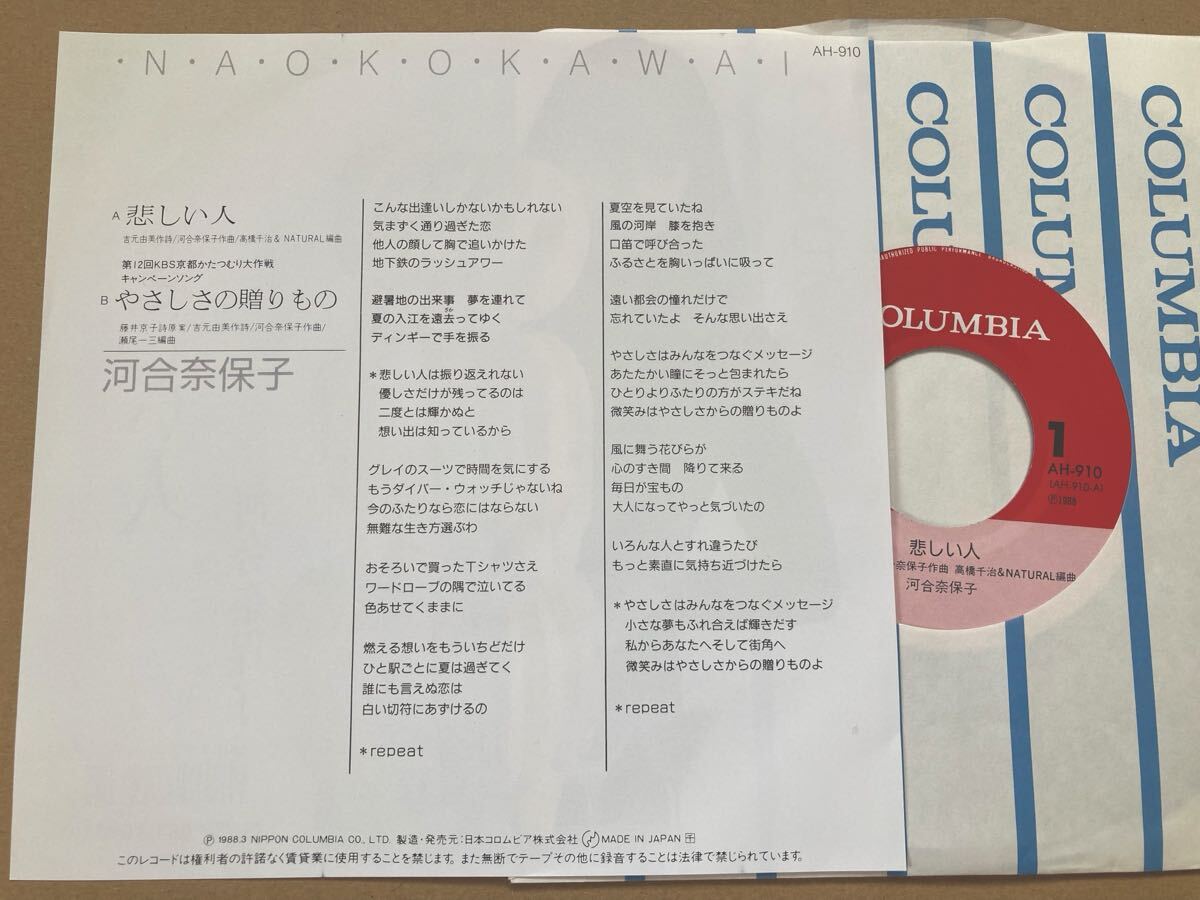 ・N・A・O・K・O・K・A・W・A・I
AH-910
A 悲しい人
吉元由美作詩/河合奈保子作曲/高橋千治& NATURAL編曲
第12回KBS京都かたつむり大作戦
キャンペーンソング
B やさしさの贈りもの
藤井京子詩原案/吉元由美作詩/河合奈保子作曲/
瀬尾一三編曲
河合奈保子
こんな出逢いしかないかもしれない
気まずく通り過ぎた恋
他人の顔して胸で追いかけた
地下鉄のラッシュアワー
避暑地の出来事 夢を連れて
夏の入江を遠去ってゆく
ディンギーで手を振る
*悲しい人は振り返えれない
優しさだけが残ってるのは
二度とは輝かぬと
想い出は知っているから
グレイのスーツで時間を気にする
もうダイバー・ウォッチじゃないね
今のふたりなら恋にはならない
無難な生き方選ぶわ
おそろいで買ったTシャツさえ
ワードローブの隅で泣いてる
色あせてくままに
燃える想いをもういちどだけ
ひと駅ごとに夏は過ぎてく
誰にも言えぬ恋は
白い切符にあずけるの
*repeat
夏空を見ていたね
風の河岸 膝を抱き
口笛で呼び合った
ふるさとを胸いっぱいに吸って
遠い都会の憧れだけで
忘れていたよ そんな思い出さえ
やさしさはみんなをつなぐメッセージ
あたたかい瞳にそっと包まれたら
ひとりよりふたりの方がステキだね
微笑みはやさしさからの贈りものよ
風に舞う花びらが
心のすき間 降りて来る
毎日が宝もの
大人になってやっと気づいたの
いろんな人とすれ違うたび
もっと素直に気持ち近づけたら
*やさしさはみんなをつなぐメッセージ
小さな夢もふれ合えば輝きだす
私からあなたへそして街角へ
微笑みはやさしさからの贈りものよ
*repeat
Ⓟ 1988.3 NIPPON COLUMBIA CO., LTD. 製造・発売元:日本コロムビア株式会社 MADE IN JAPAN
このレコードは権利者の許諾なく賃貸業に使用することを禁じます。また無断でテープその他に録音することは法律で禁じられています。
COLUM
COLUMBIA
COLUMBIA
AUTHORIZED PUBLIC PERFORMANCE
OLUMBIA
1
AH-910
(AH-910-A)
Ⓟ1988
悲しい人
奈保子作曲 高橋千治&NATURAL編曲
河合奈保子